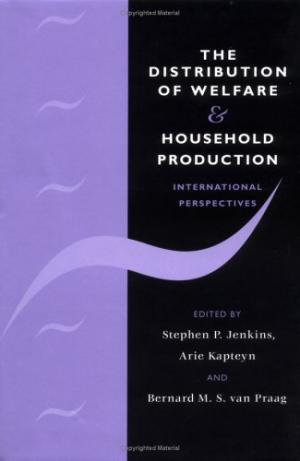 THE
DISTRIBUTION
OF WELFARE
&
HOUSEHOLD
PRODUCTION
INTERNATIONAL
PERSPECTIVES
EDITED BY
Stephen P. Jenkins,
Arie Kapteyn
AND
Bernard M. S. van Praag